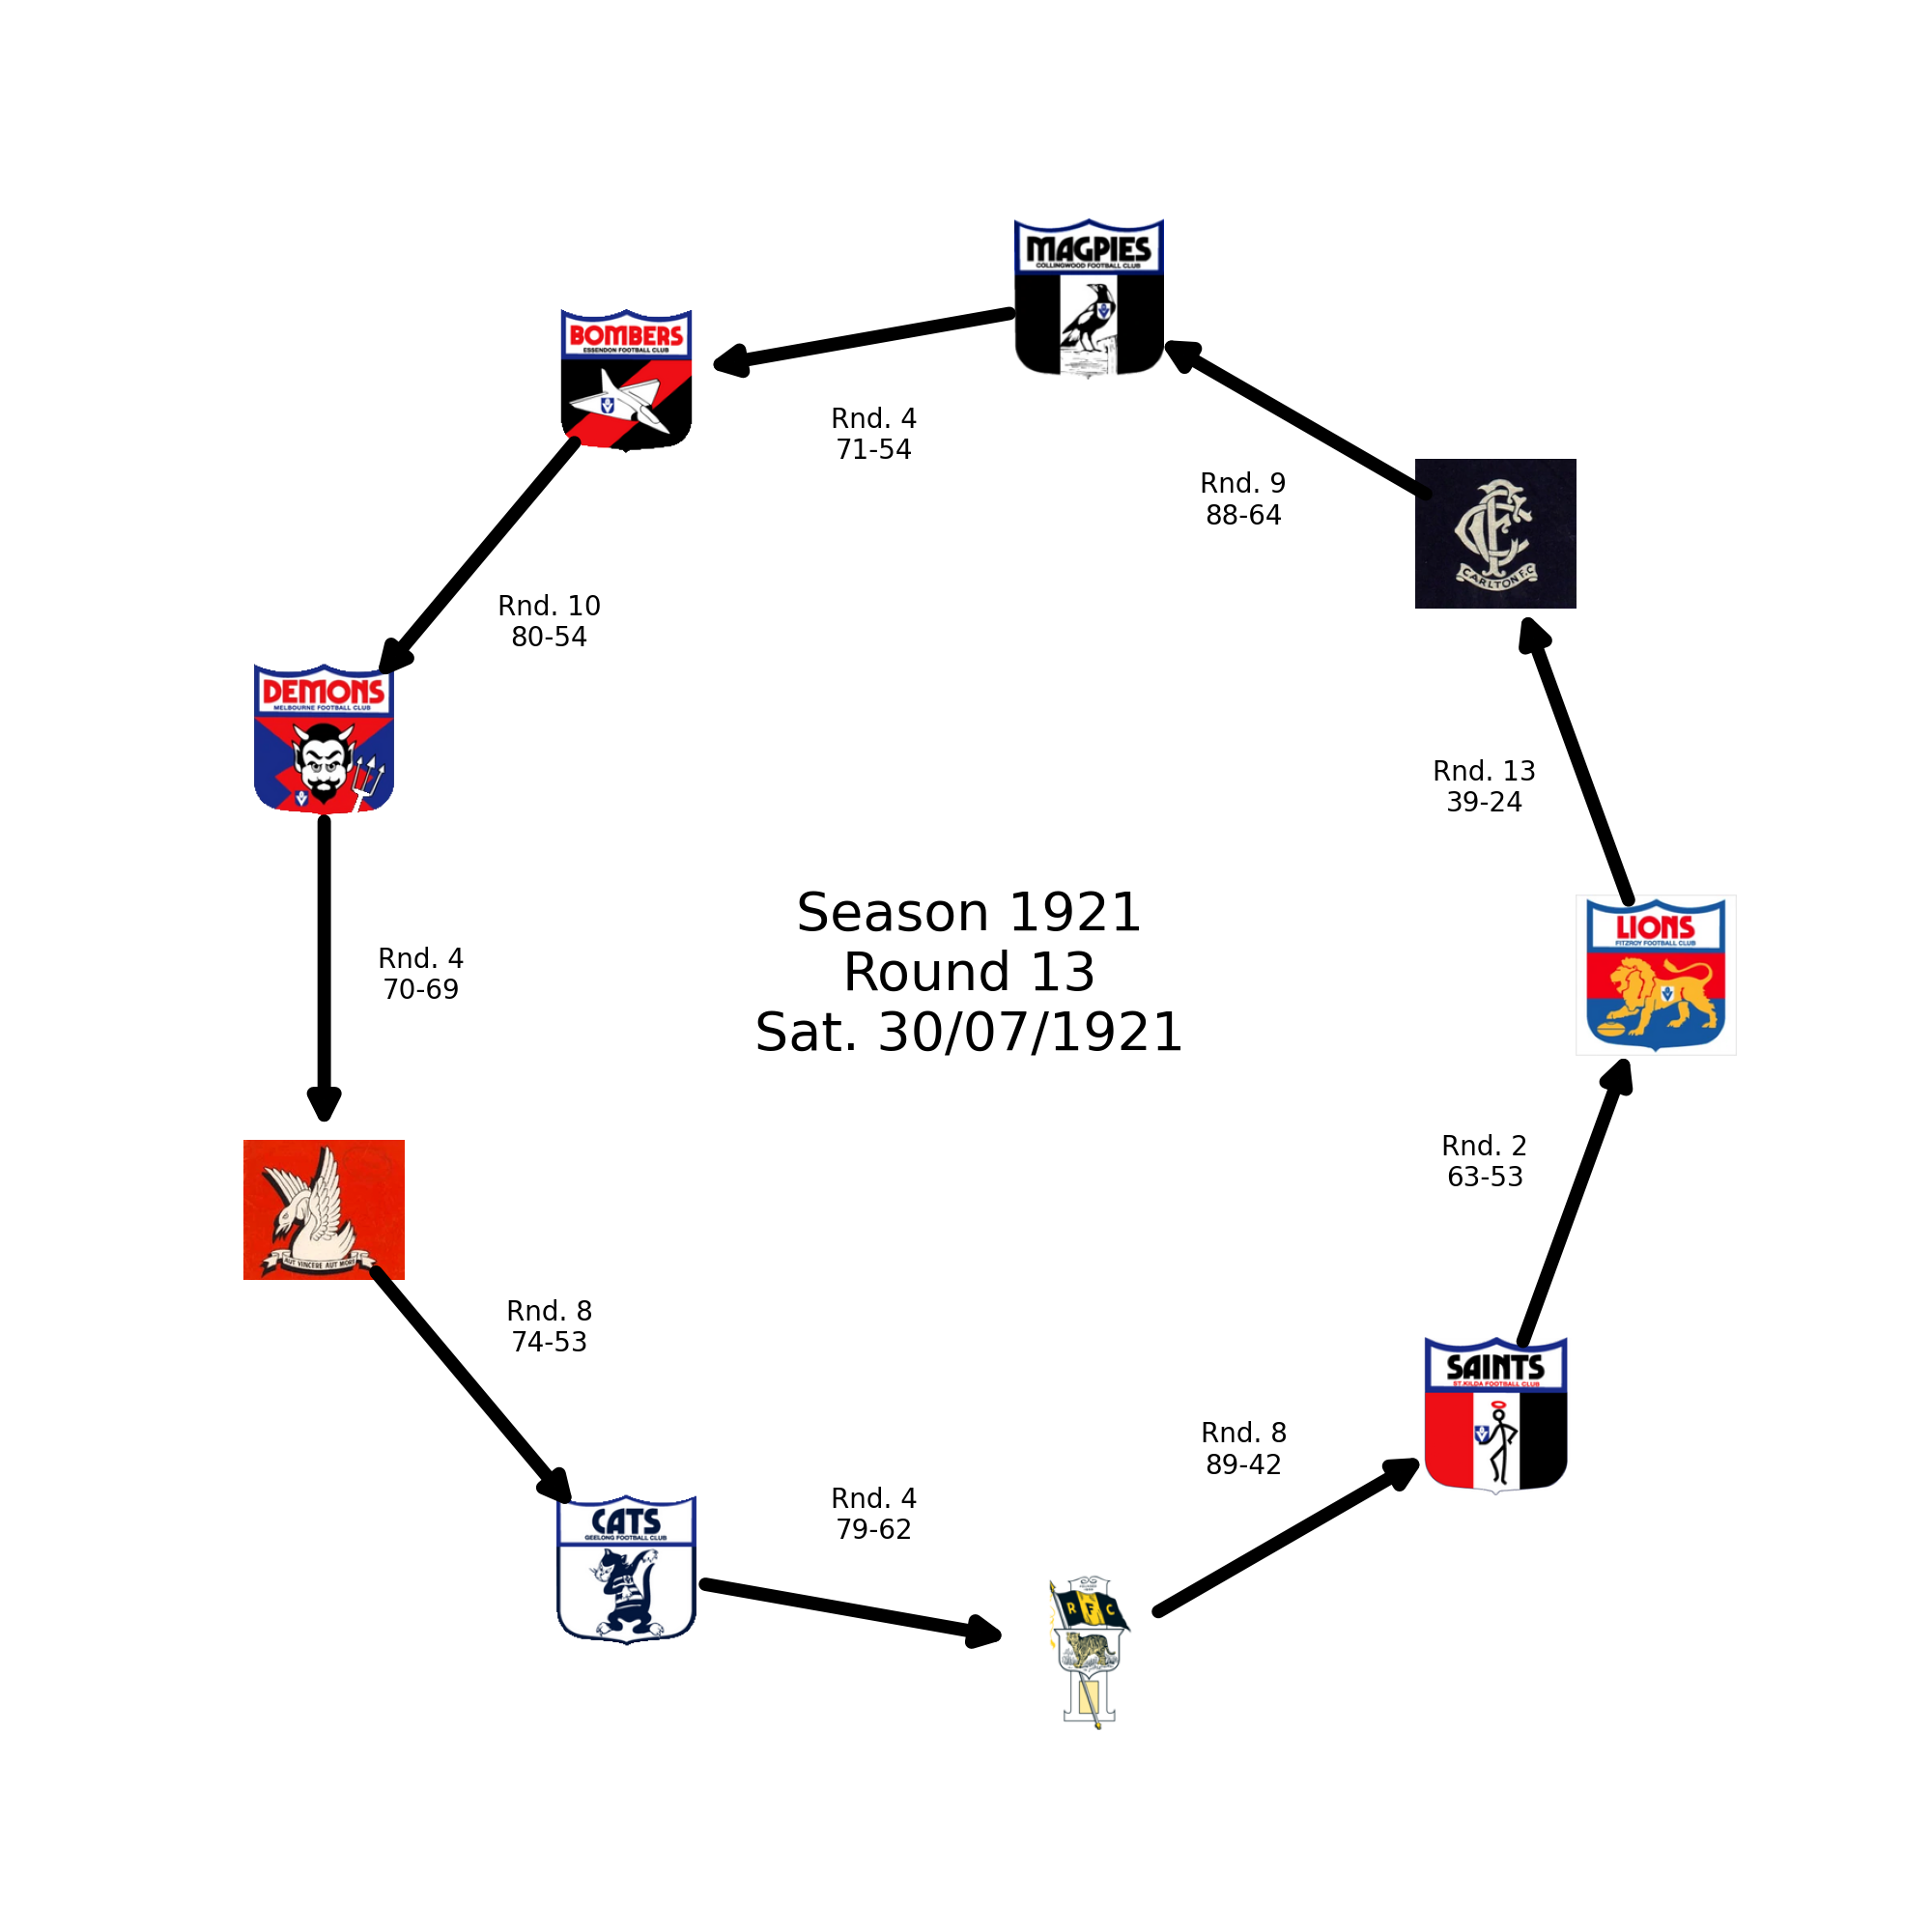 MAGPIES
COLLINGWOOD FOOTBALL CLUB
BOMBERS
ESSENDON FOOTBALL CLUB
Rnd. 4
71-54
Rnd. 9
88-64
CARLTON F.C
Rnd. 10
80-54
DEMONS
MELBOURNE FOOTBALL CLUB
Rnd. 13
39-24
Season 1921
Round 13
Sat. 30/07/1921
LIONS
FITZROY FOOTBALL CLUB
Rnd. 4
70-69
Rnd. 2
63-53
AUT VINCERE AUT MORI
Rnd. 8
74-53
SAINTS
ST.KILDA FOOTBALL CLUB
Rnd. 8
89-42
CATS
GEELONG FOOTBALL CLUB
Rnd. 4
79-62
R F C